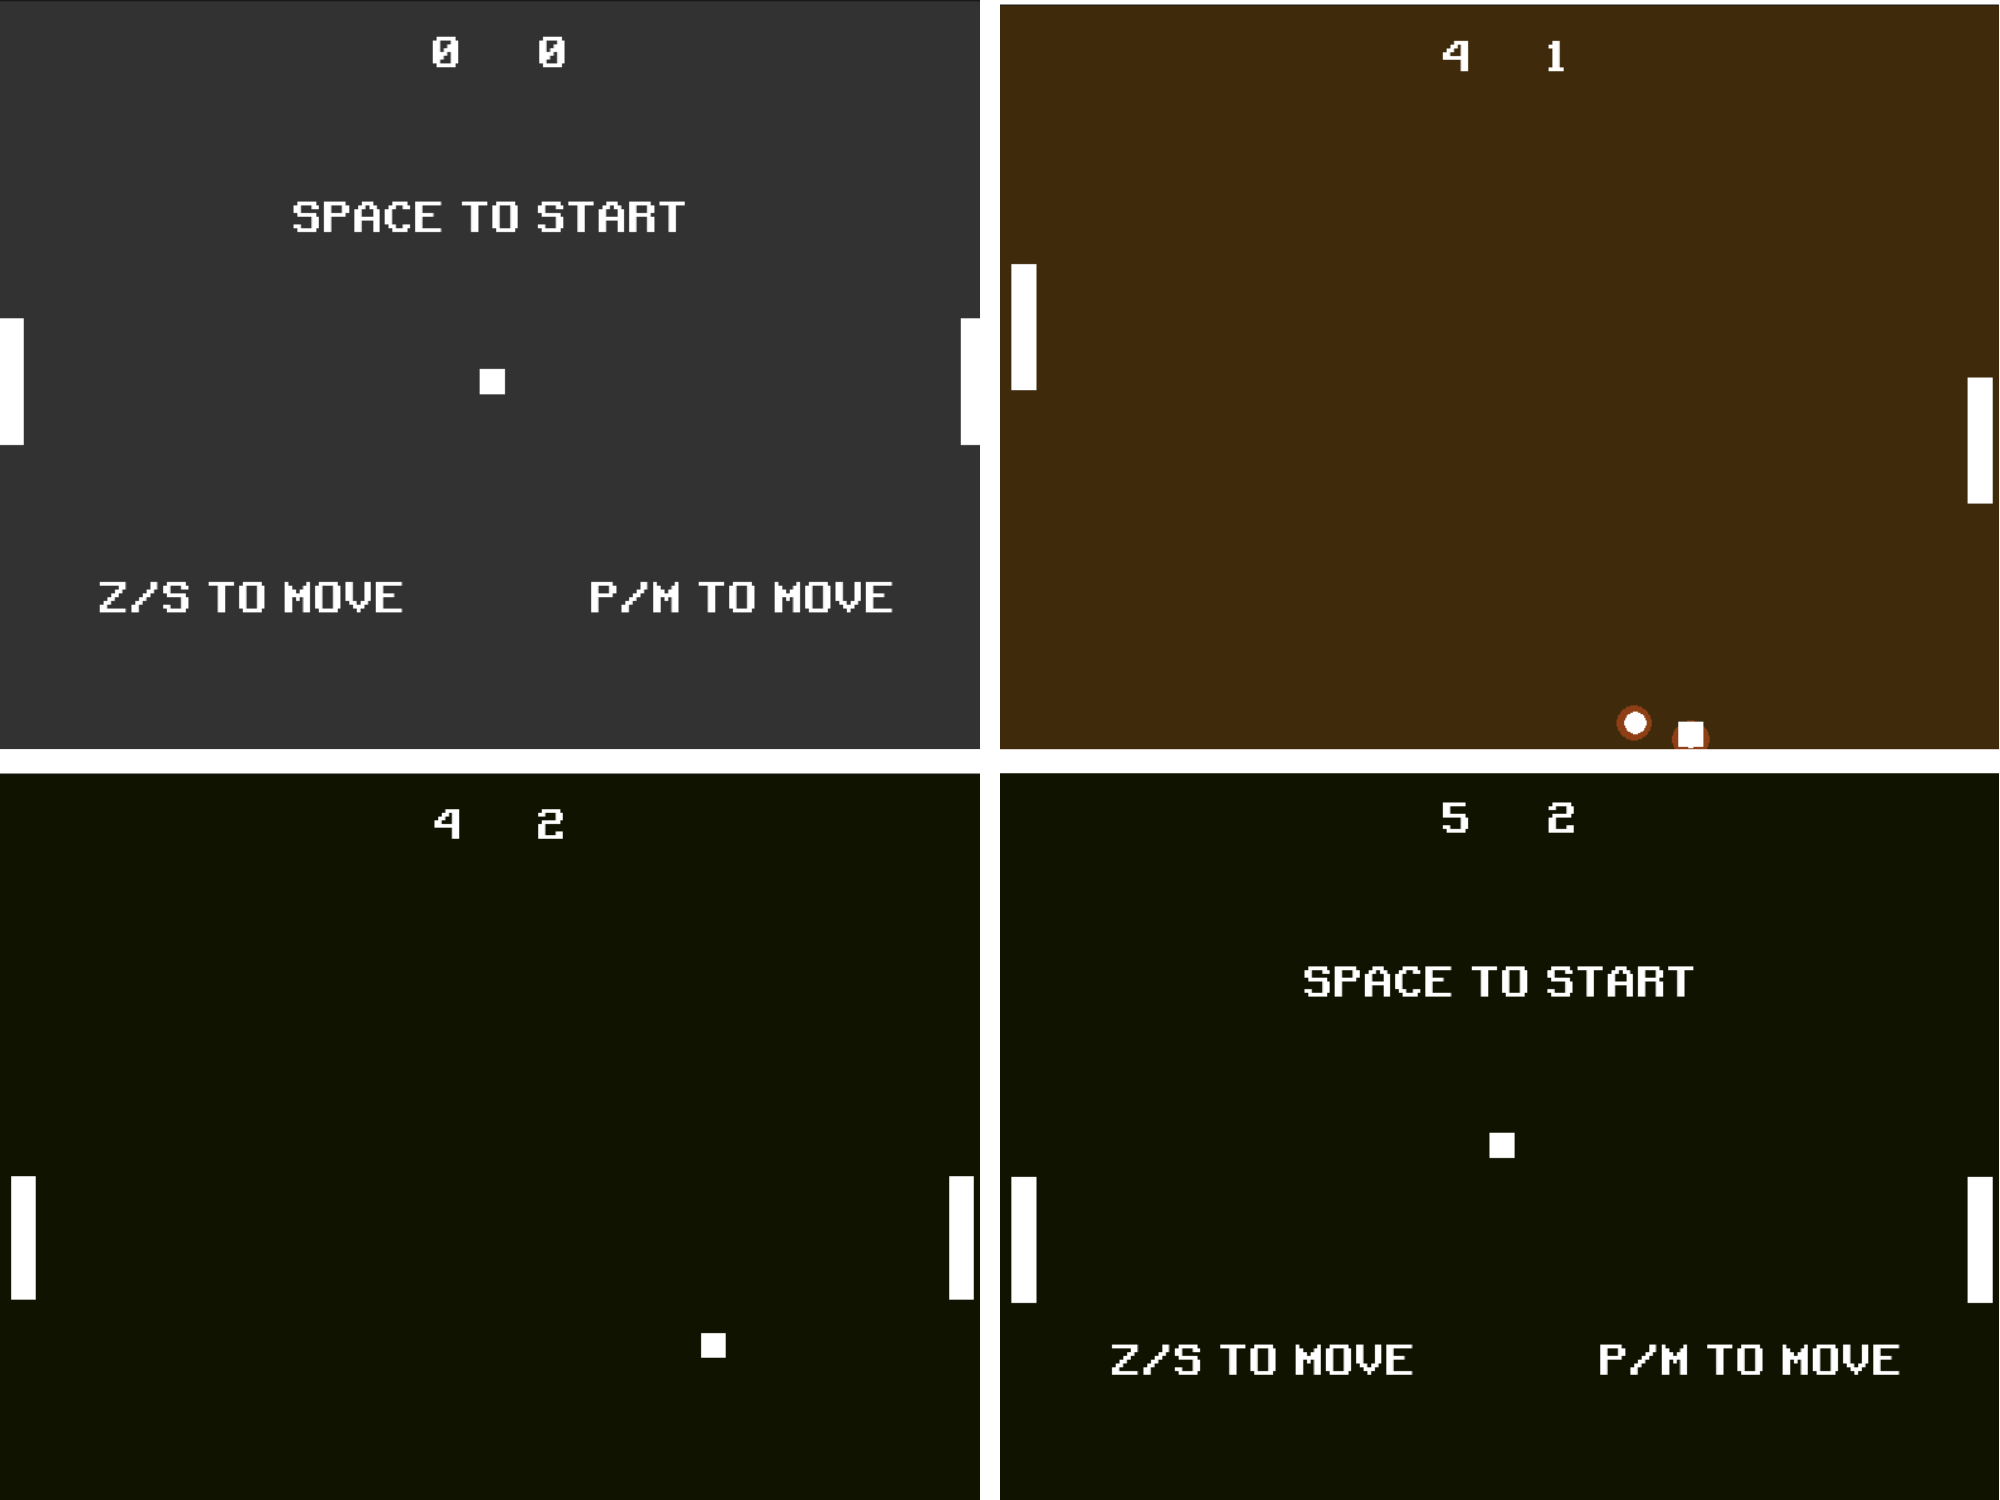 0 0
SPACE TO START
Z/S TO MOVE P/M TO MOVE
4 1
4 2
5 2
SPACE TO START
Z/S TO MOVE P/M TO MOVE